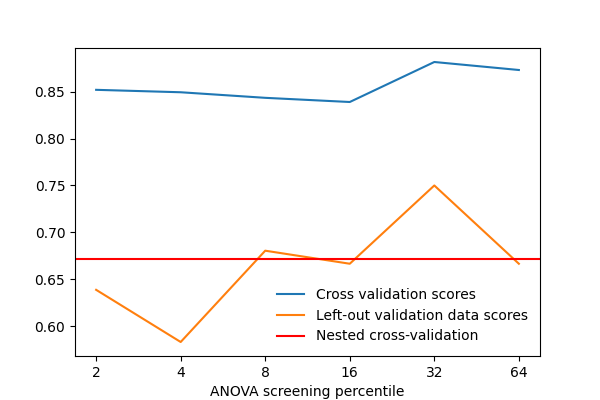 0.85
0.80
0.75
0.70
0.65
0.60
Cross validation scores
Left-out validation data scores
Nested cross-validation
2 4 8 16 32 64
ANOVA screening percentile